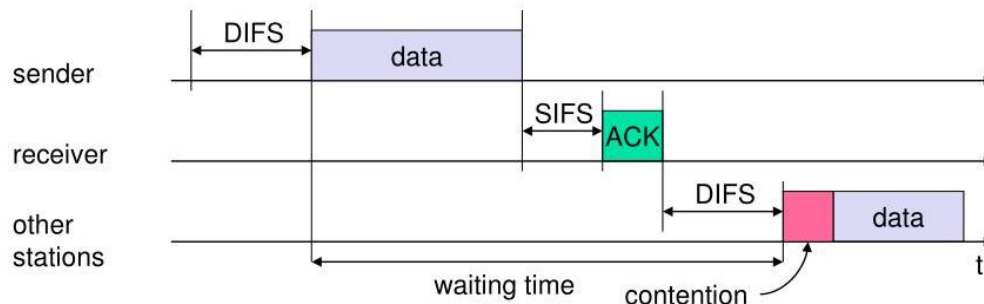 DIFS
data
sender
SIFS
ACK
receiver
DIFS
data
other
stations
t
waiting time
contention